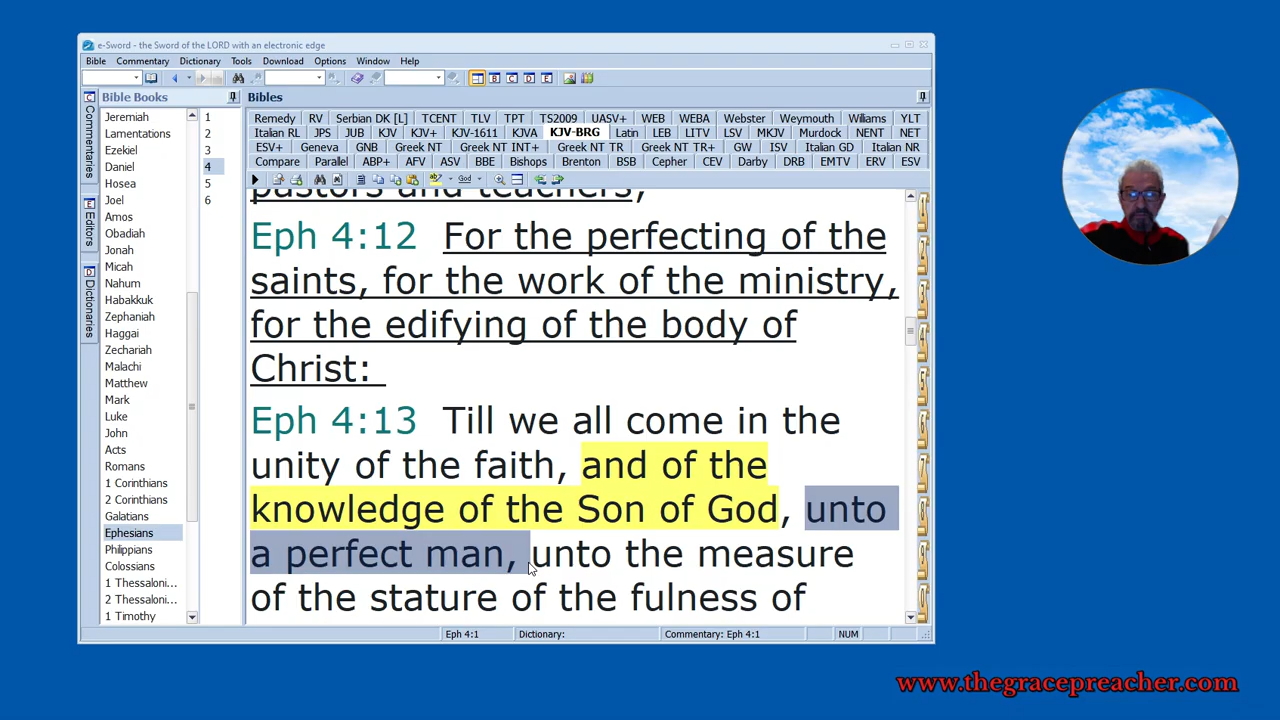 e-Sword - the Sword of the LORD with an electronic edge
Bible Commentary Dictionary Tools Download Options Window Help
Bible Books
Bibles
Commentaries
Editors
Dictionaries
Jeremiah
Lamentations
Ezekiel
Daniel
Hosea
Joel
Amos
Obadiah
Jonah
Micah
Nahum
Habakkuk
Zephaniah
Haggai
Zechariah
Malachi
Matthew
Mark
Luke
John
Acts
Romans
1 Corinthians
2 Corinthians
Galatians
Ephesians
Philippians
Colossians
1 Thessaloni...
2 Thessaloni...
1 Timothy
1
2
3
4
5
6
Remedy RV Serbian DK [L] TCENT TLV TPT TS2009 UASV+ WEB WEBA Webster Weymouth Wiliams YLT
Italian RL JPS JUB KJV KJV+ KJV-1611 KJVA KJV-BRG Latin LEB LITV LSV MKJV Murdock NENT NET
ESV+ Geneva GNB Greek NT Greek NT INT+ Greek NT TR Greek NT TR+ GW ISV Italian GD Italian NR
Compare Parallel ABP+ AFV ASV BBE Bishops Brenton BSB Cepher CEV Darby DRB EMTV ERV ESV
pastors and teachers;
Eph 4:12 For the perfecting of the
saints, for the work of the ministry,
for the edifying of the body of
Christ:
Eph 4:13 Till we all come in the
unity of the faith, and of the
knowledge of the Son of God, unto
a perfect man, unto the measure
of the stature of the fulness of
Eph 4:1 Dictionary: Commentary: Eph 4:1 NUM
www.thegracepreacher.com